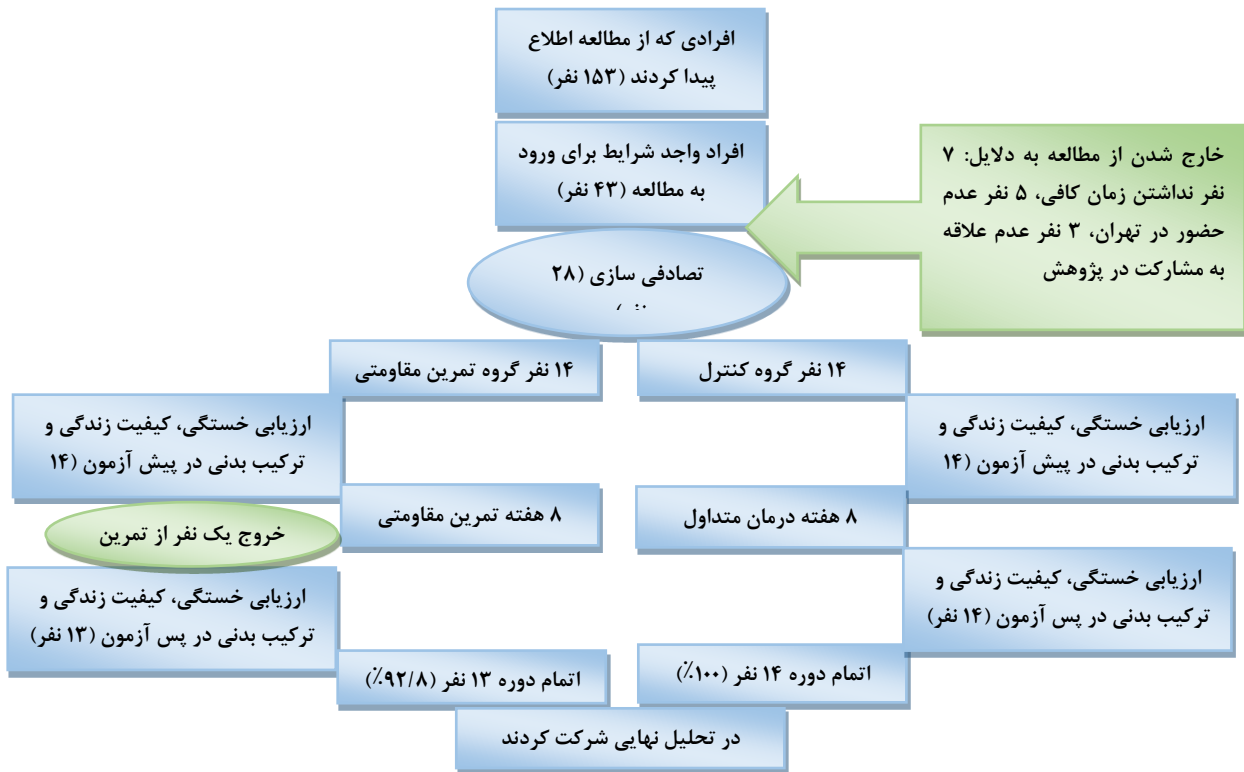 افرادی که از مطالعه اطلاع
پیدا کردند (۱۵۳ نفر)
افراد واجد شرایط برای ورود
به مطالعه (۴۳ نفر)
خارج شدن از مطالعه به دلایل: ۷
نفر نداشتن زمان کافی، ۵ نفر عدم
حضور در تهران، ۳ نفر عدم علاقه
به مشارکت در پژوهش
تصادفی سازی (۲۸
۱۴ نفر گروه کنترل
۱۴ نفر گروه تمرین مقاومتی
ارزیابی خستگی، کیفیت زندگی و
ترکیب بدنی در پیش آزمون (۱۴
ارزیابی خستگی، کیفیت زندگی و
ترکیب بدنی در پیش آزمون (۱۴
۸ هفته درمان متداول
۸ هفته تمرین مقاومتی
خروج یک نفر از تمرین
ارزیابی خستگی، کیفیت زندگی و
ترکیب بدنی در پس آزمون (۱۴ نفر)
ارزیابی خستگی، کیفیت زندگی و
ترکیب بدنی در پس آزمون (۱۳ نفر)
اتمام دوره ۱۴ نفر (۱۰۰٪)
اتمام دوره ۱۳ نفر (۹۲/۸٪)
در تحلیل نهایی شرکت کردند